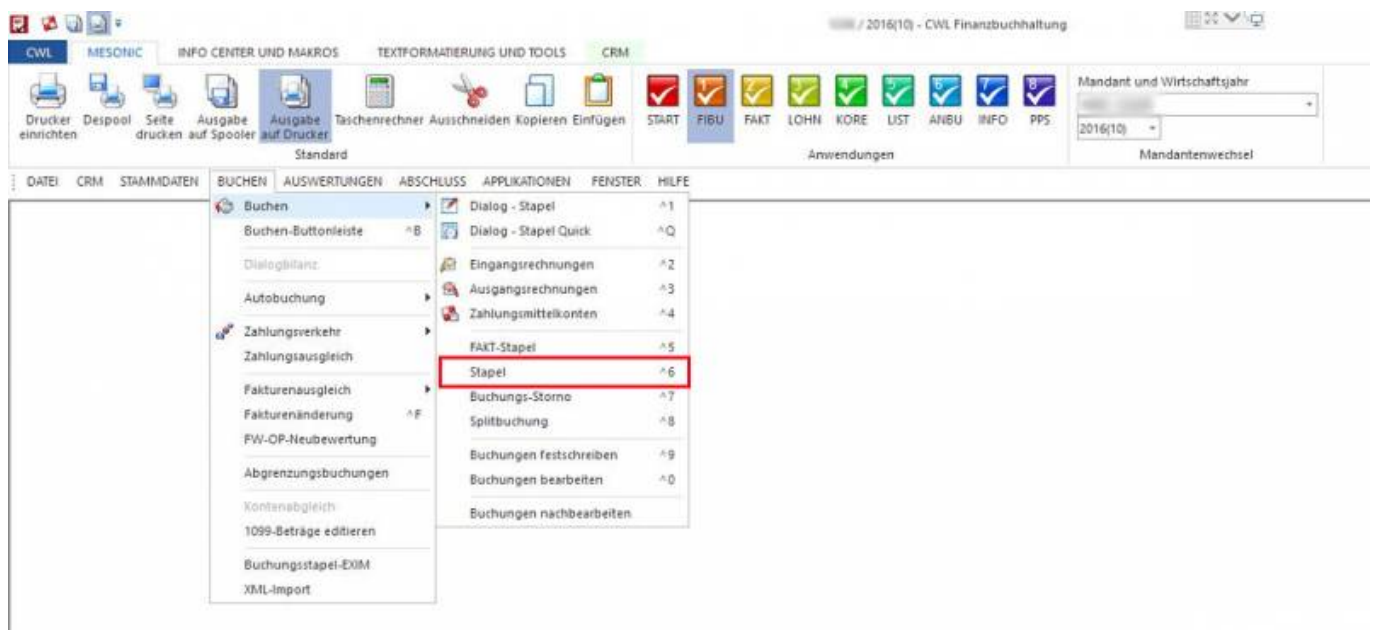 / 2016(10) - CWL Finanzbuchhaltung
CWL MESONIC INFO CENTER UND MAKROS TEXTFORMATIERUNG UND TOOLS CRM
Drucker einrichten
Despool
Seite drucken
Ausgabe auf Spooler
Ausgabe auf Drucker
Taschenrechner
Ausschneiden
Kopieren
Einfügen
START FIBU FAKT LOHN KORE LIST ANBU INFO PPS
Mandant und Wirtschaftsjahr
2016(10)
Standard Anwendungen Mandantenwechsel
DATEI CRM STAMMDATEN BUCHEN AUSWERTUNGEN ABSCHLUSS APPLIKATIONEN FENSTER HILFE
Buchen
Buchen-Buttonleiste ^B
Dialogbilanz
Autobuchung
Zahlungsverkehr
Zahlungsausgleich
Fakturenausgleich
Fakturenänderung ^F
FW-OP-Neubewertung
Abgrenzungsbuchungen
Kontenabgleich
1099-Beträge editieren
Buchungsstapel-EXIM
XML-Import
Dialog - Stapel ^1
Dialog - Stapel Quick ^Q
Eingangsrechnungen ^2
Ausgangsrechnungen ^3
Zahlungsmittelkonten ^4
FAKT-Stapel ^5
Stapel ^6
Buchungs-Storno ^7
Splitbuchung ^8
Buchungen festschreiben ^9
Buchungen bearbeiten ^0
Buchungen nachbearbeiten